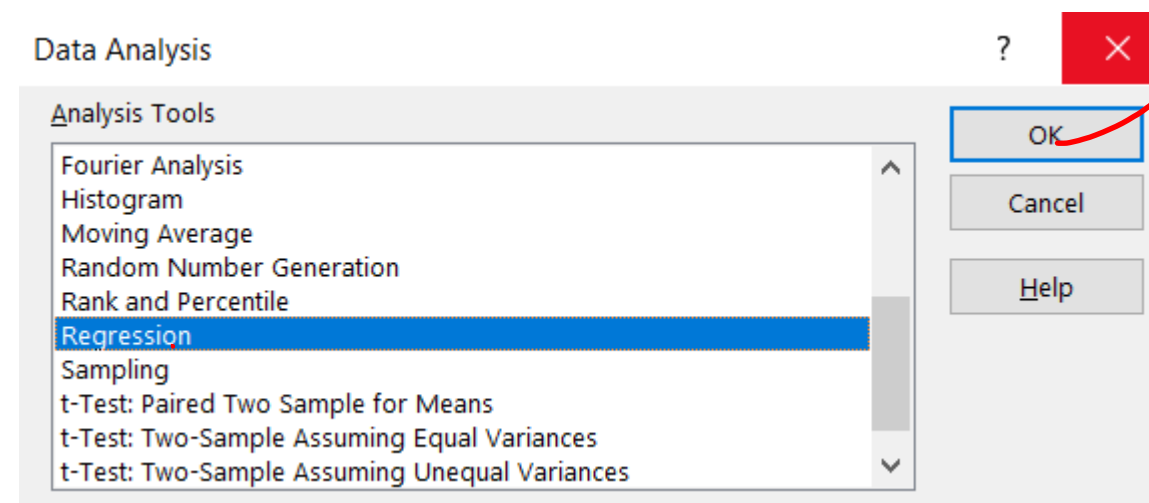 Data Analysis ?
Analysis Tools
OK
Fourier Analysis
Histogram
Cancel
Moving Average
Random Number Generation
Help
Rank and Percentile
Regression
Sampling
t-Test: Paired Two Sample for Means
t-Test: Two-Sample Assuming Equal Variances
t-Test: Two-Sample Assuming Unequal Variances